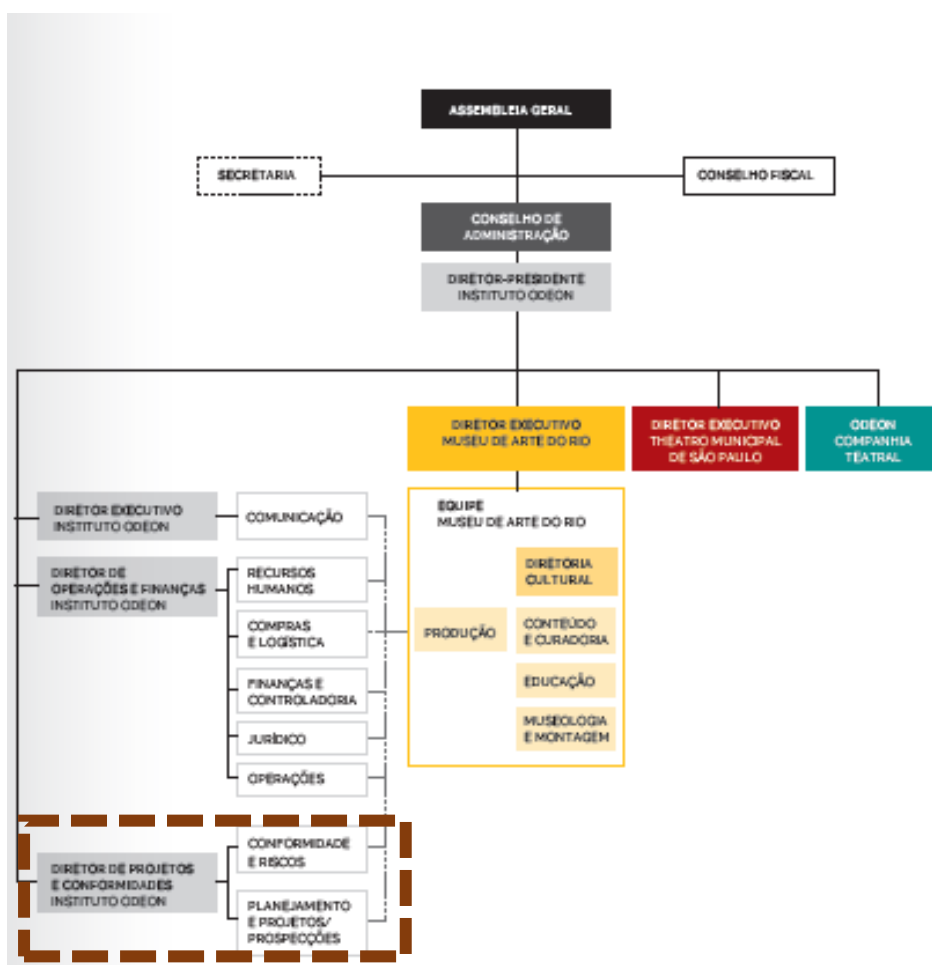 ASSEMBLEIA GERAL
SECRETARIA
CONSELHO FISCAL
CONSELHO DE
ADMINISTRAÇÃO
DIRETOR-PRESIDENTE
INSTITUTO ODEON
DIRETOR EXECUTIVO
MUSEU DE ARTE DO RIO
DIRETOR EXECUTIVO
THEATRO MUNICIPAL
DE SÃO PAULO
ODEON
COMPANHIA
TEATRAL
DIRETOR EXECUTIVO
INSTITUTO ODEON
COMUNICAÇÃO
EQUIPE
MUSEU DE ARTE DO RIO
DIRETOR DE
OPERAÇÕES E FINANÇAS
INSTITUTO ODEON
RECURSOS
HUMANOS
COMPRAS
E LOGÍSTICA
FINANÇAS E
CONTROLADORIA
JURÍDICO
OPERAÇÕES
DIRETORIA
CULTURAL
PRODUÇÃO
CONTEÚDO
E CURADORIA
EDUCAÇÃO
MUSEOLOGIA
E MONTAGEM
DIRETOR DE PROJETOS
E CONFORMIDADES
INSTITUTO ODEON
CONFORMIDADE
E RISCOS
PLANEJAMENTO
E PROJETOS/
PROSPECÇÕES